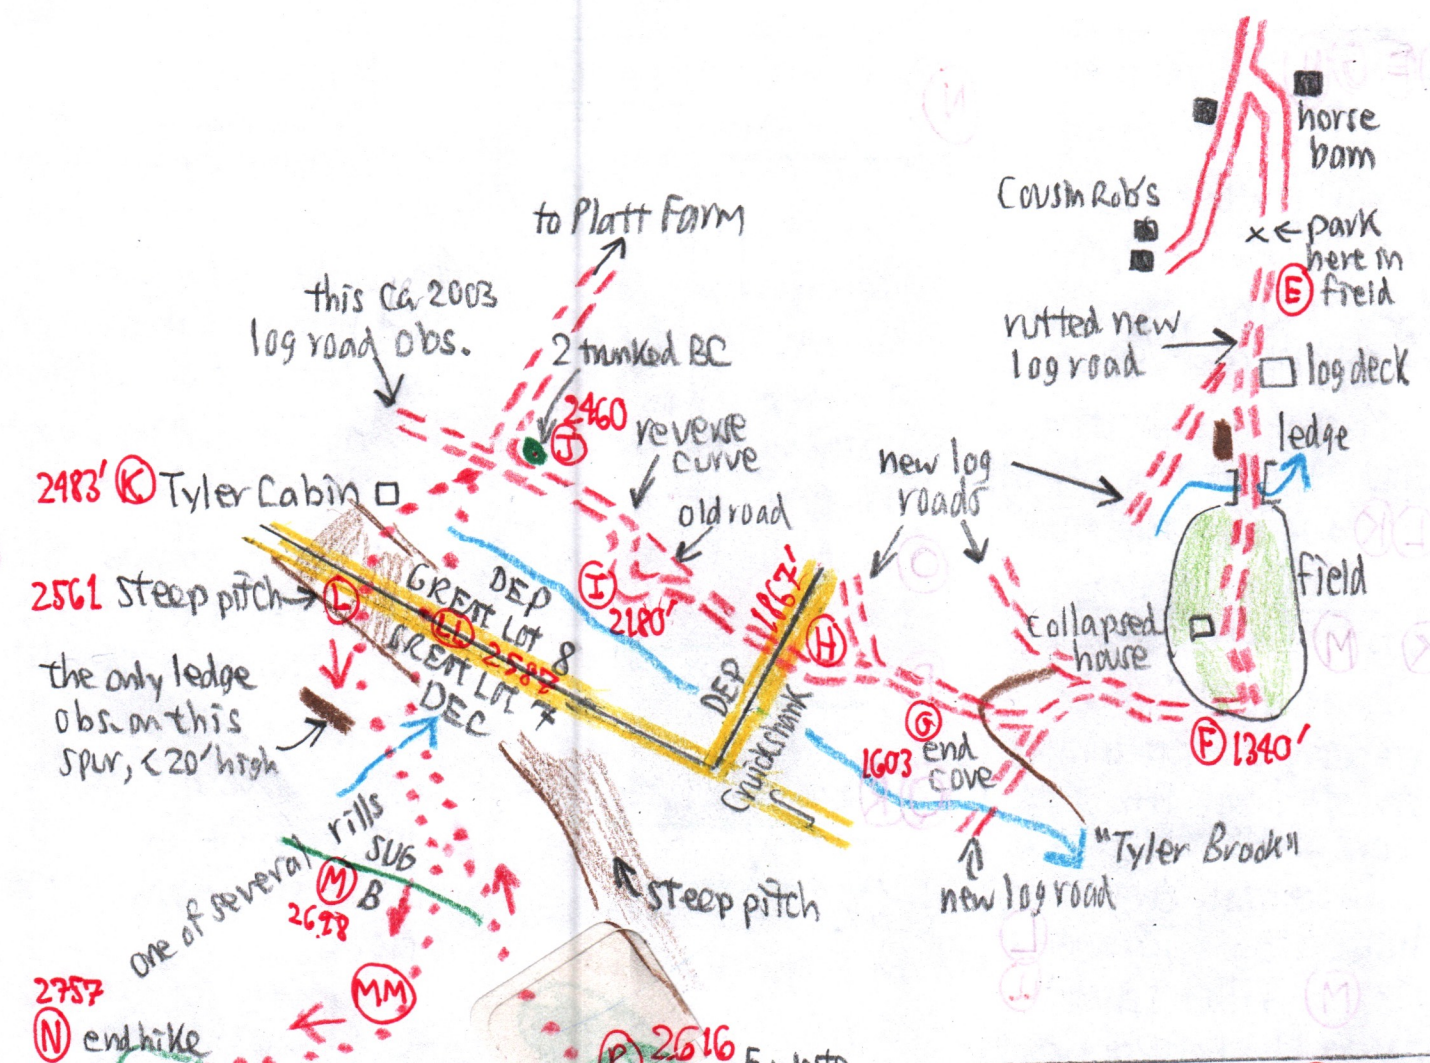 horse
barn
Cousin Rob's
x ← park
here in
E field
to Platt Farm
this Ca 2003
log road obs.
rutted new
log road
log deck
2 trunked BC
2460
J
reverse
curve
ledge
new log
roads
2483' K Tyler Cabin
old road
field
I
2180'
1867'
H
collapsed
house
2561 steep pitch
L
DEP
GREAT LOT 8
LL 2587
GREAT LOT 7
DEC
DEP
Cruickshank
the only ledge
obs. on this
spur, <20' high
G
1603 end
cove
F 1340'
"Tyler Brook"
one of several rills
SUG
M B
2698
steep pitch
new log road
2757
MM
N end hike
2616